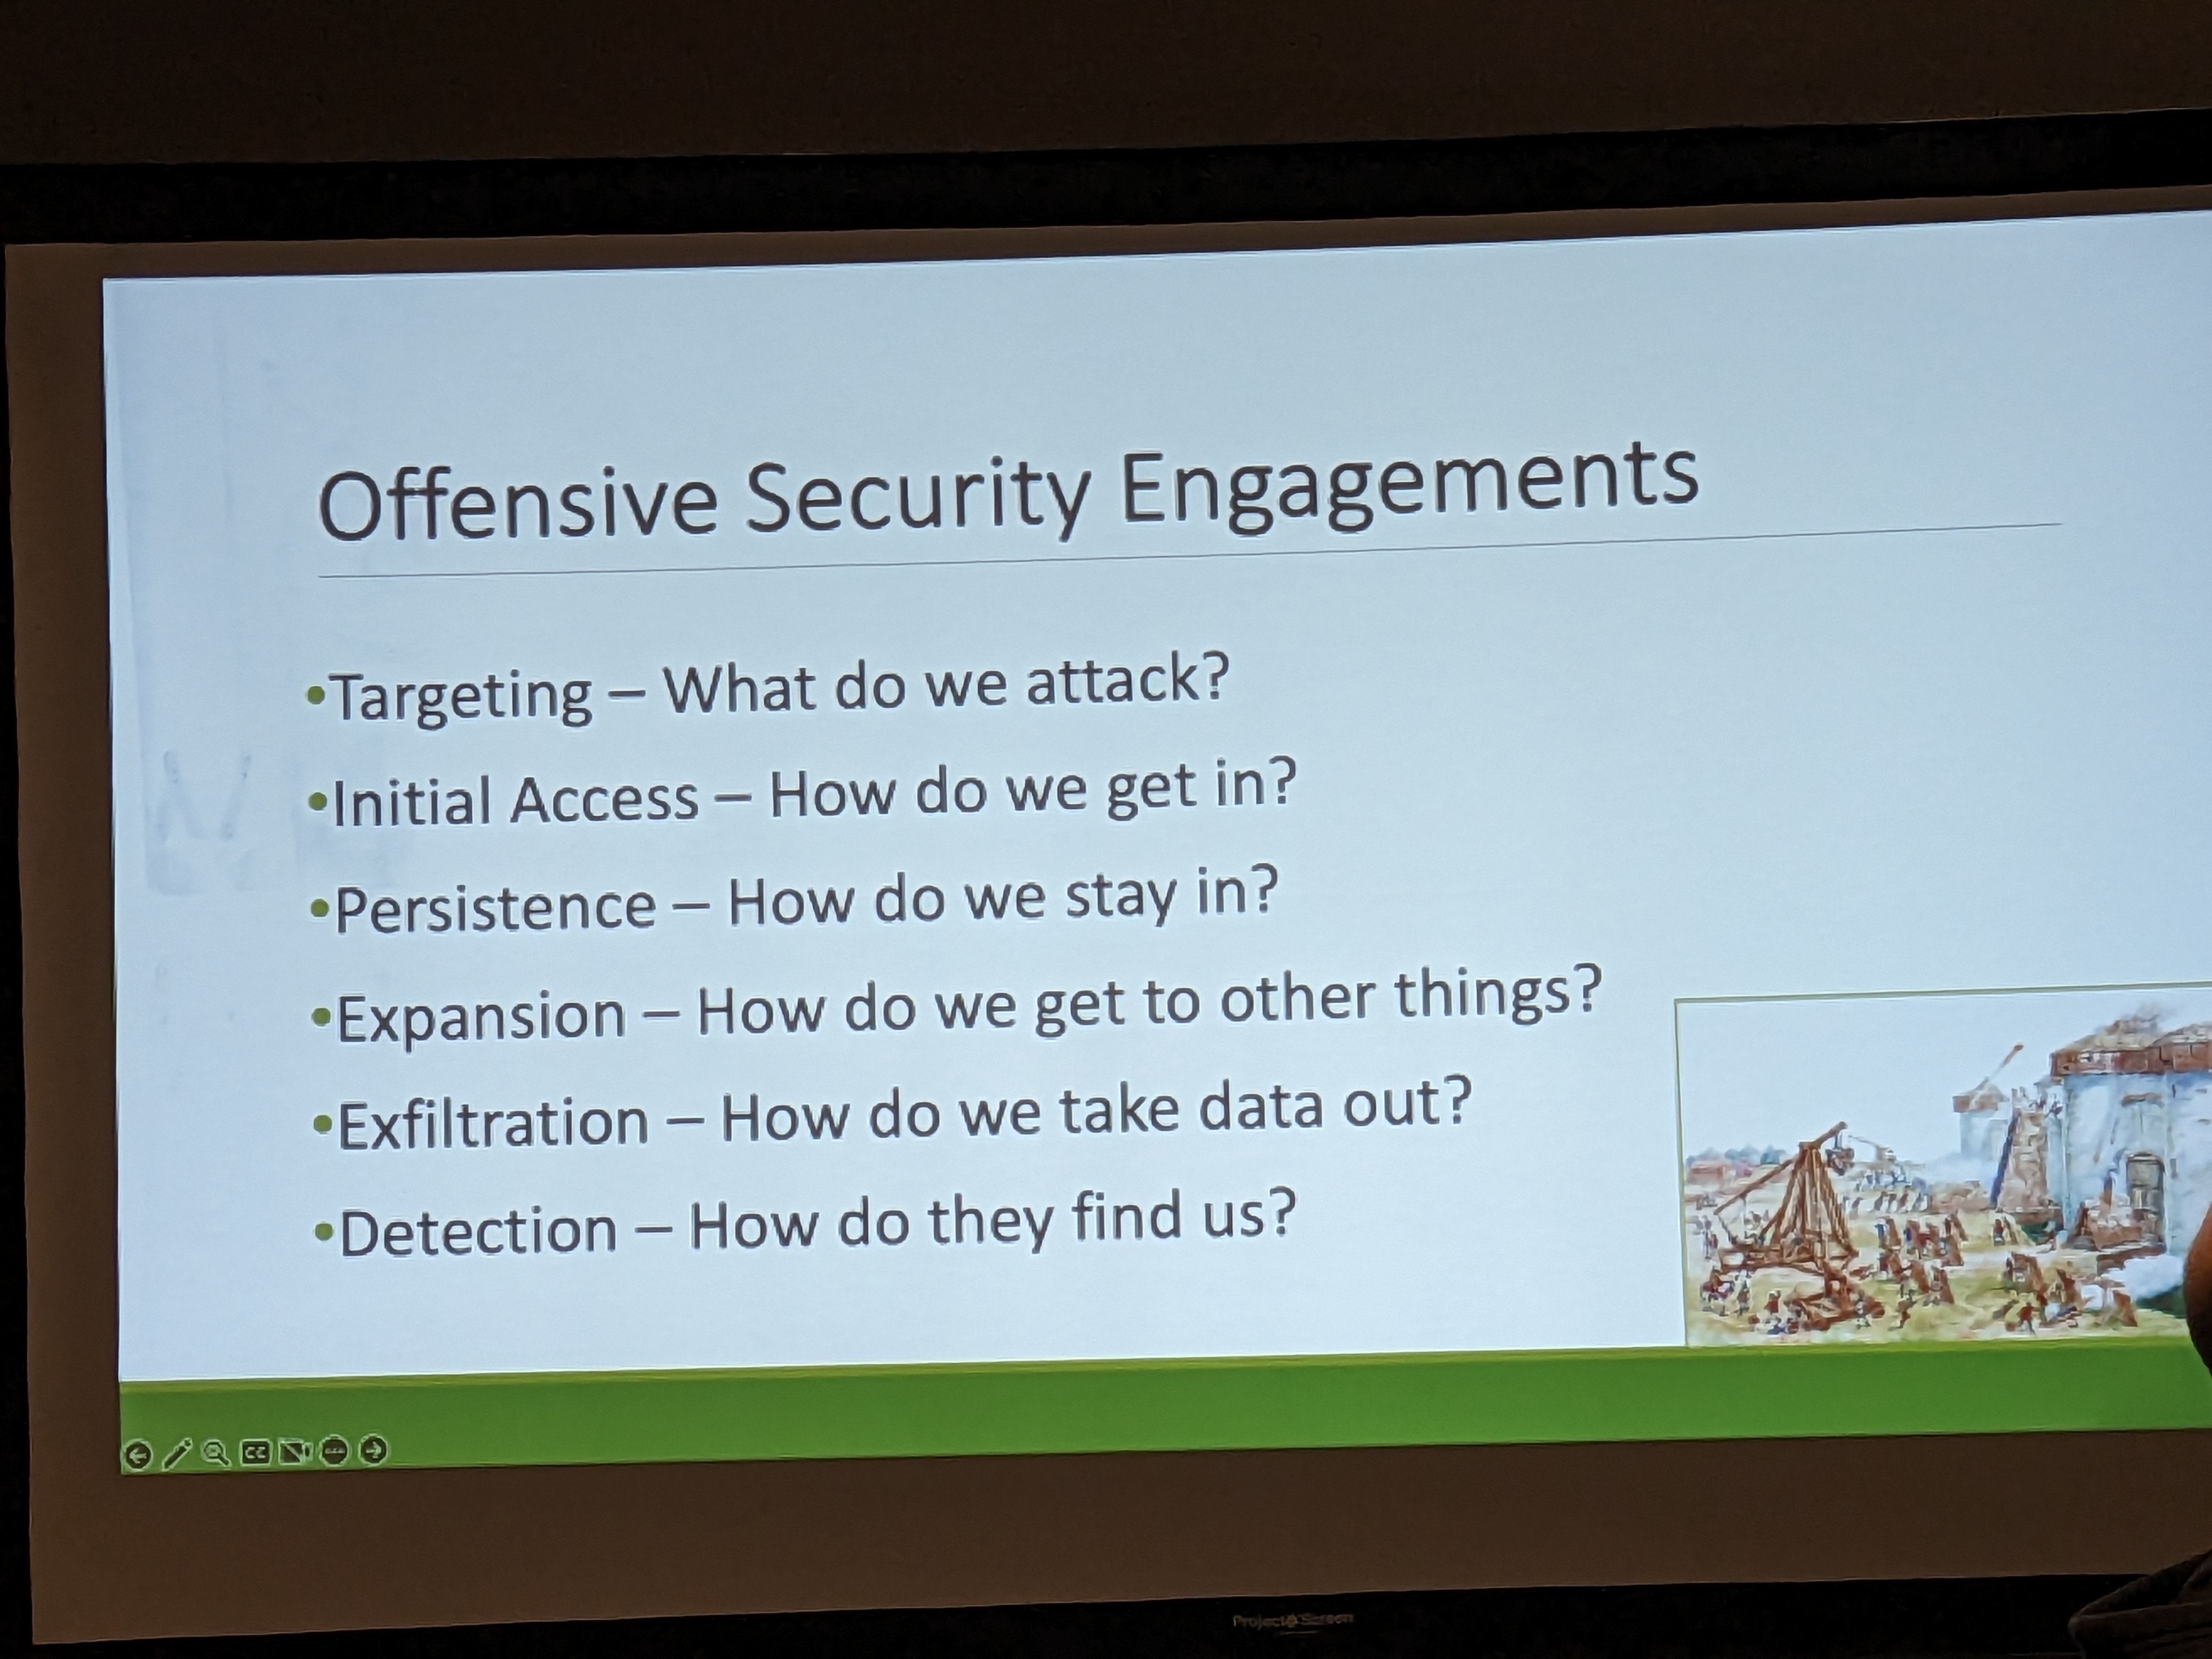 Offensive Security Engagements
•Targeting – What do we attack?
•Initial Access – How do we get in?
•Persistence – How do we stay in?
•Expansion – How do we get to other things?
•Exfiltration – How do we take data out?
•Detection – How do they find us?
CC